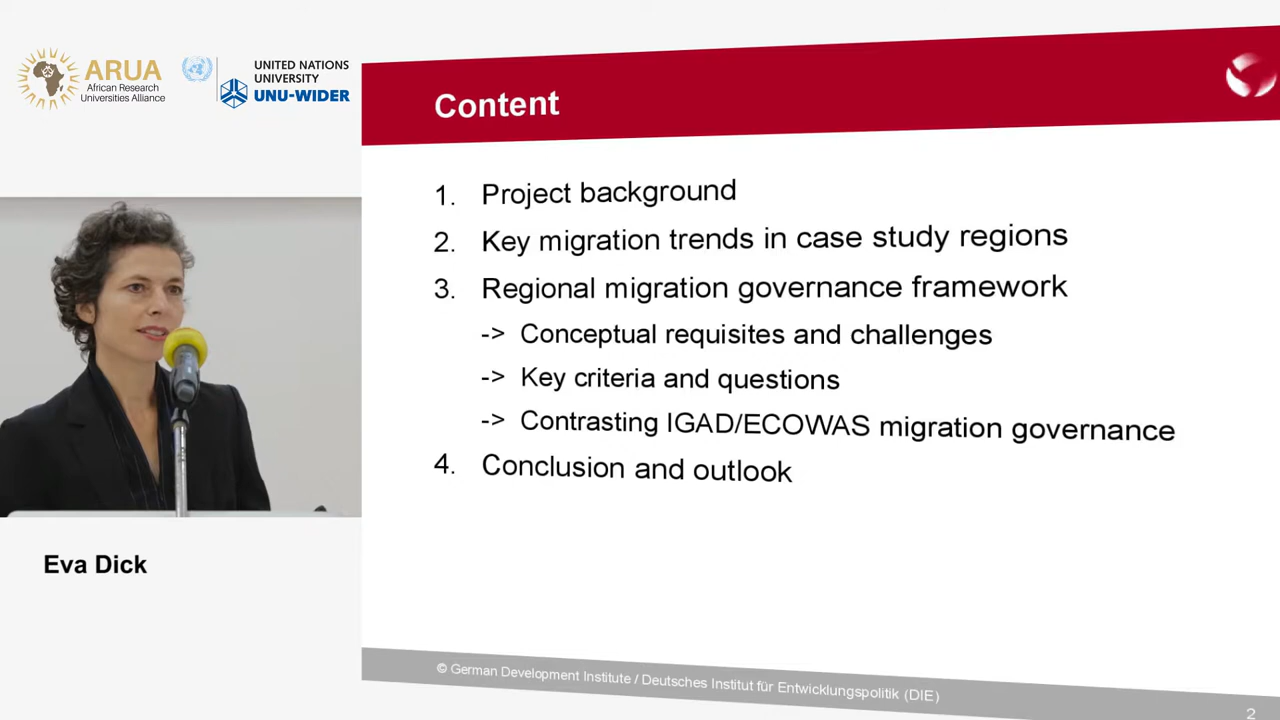 ARUA
African Research
Universities Alliance
UNITED NATIONS
UNIVERSITY
UNU-WIDER
Content
1. Project background
2. Key migration trends in case study regions
3. Regional migration governance framework
-> Conceptual requisites and challenges
-> Key criteria and questions
-> Contrasting IGAD/ECOWAS migration governance
4. Conclusion and outlook
Eva Dick
© German Development Institute / Deutsches Institut für Entwicklungspolitik (DIE)
2